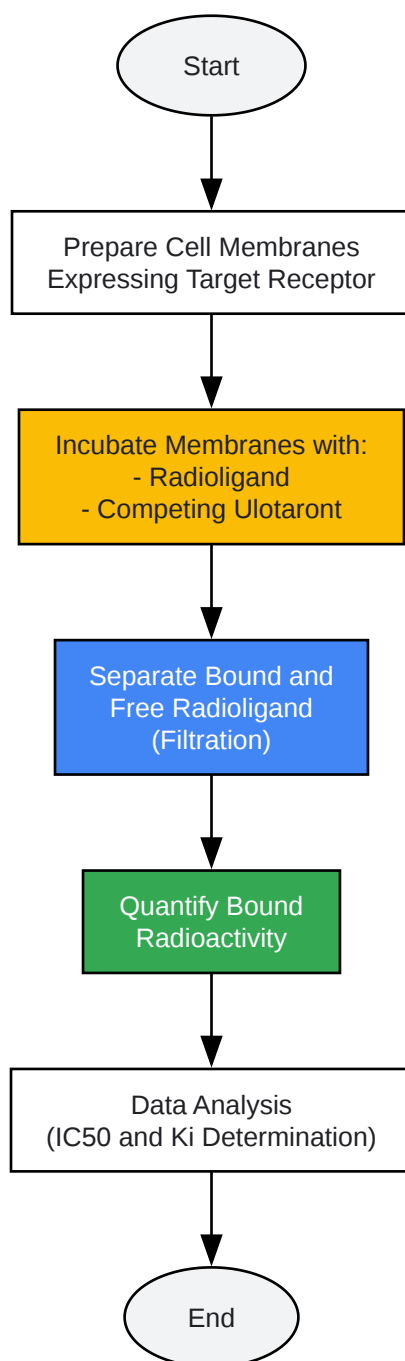 Start
Prepare Cell Membranes
Expressing Target Receptor
Incubate Membranes with:
- Radioligand
- Competing Ulotaront
Separate Bound and
Free Radioligand
(Filtration)
Quantify Bound
Radioactivity
Data Analysis
(IC50 and Ki Determination)
End